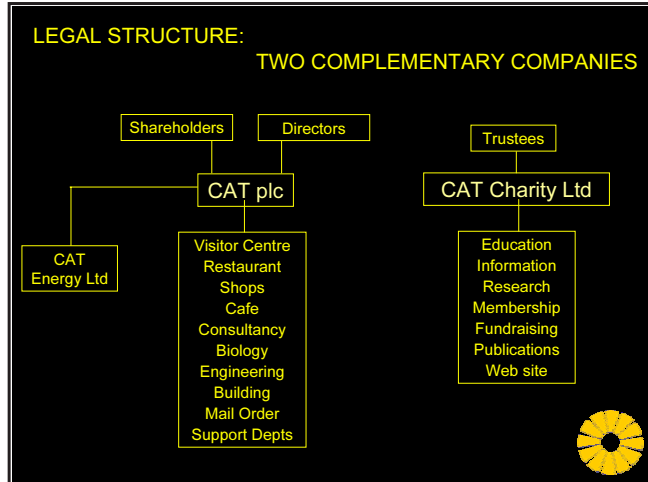 LEGAL STRUCTURE:
TWO COMPLEMENTARY COMPANIES
Shareholders
Directors
Trustees
CAT plc
CAT Charity Ltd
CAT
Energy Ltd
Visitor Centre
Restaurant
Shops
Cafe
Consultancy
Biology
Engineering
Building
Mail Order
Support Depts
Education
Information
Research
Membership
Fundraising
Publications
Web site